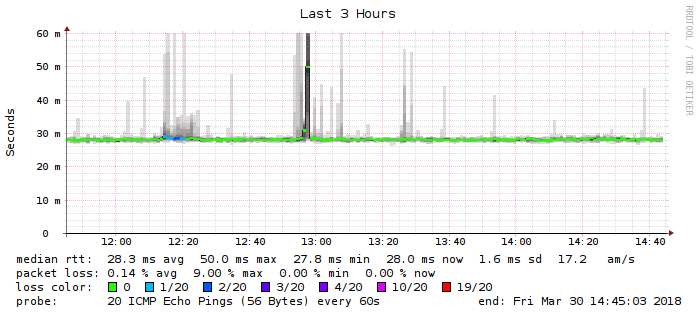 Last 3 Hours
RRDTOOL / TOBI OETIKER
Seconds
60 m
50 m
40 m
30 m
20 m
10 m
0
12:00 12:20 12:40 13:00 13:20 13:40 14:00 14:20 14:40
median rtt: 28.3 ms avg 50.0 ms max 27.8 ms min 28.0 ms now 1.6 ms sd 17.2 am/s
packet loss: 0.14 % avg 9.00 % max 0.00 % min 0.00 % now
loss color: 0 1/20 2/20 3/20 4/20 10/20 19/20
probe: 20 ICMP Echo Pings (56 Bytes) every 60s end: Fri Mar 30 14:45:03 2018